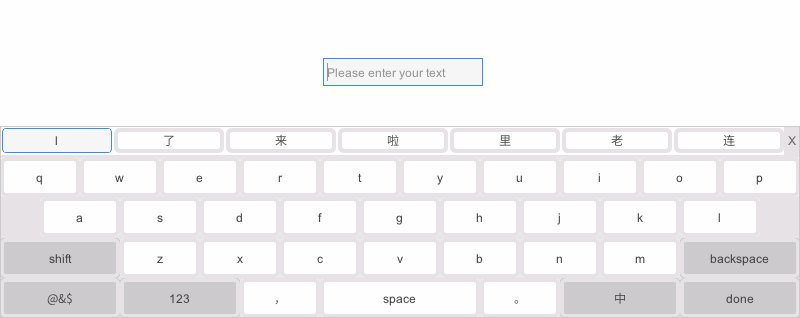 Please enter your text
l 了 来 啦 里 老 连 X
q w e r t y u i o p
a s d f g h j k l
shift z x c v b n m backspace
@&$ 123 ， space 。 中 done